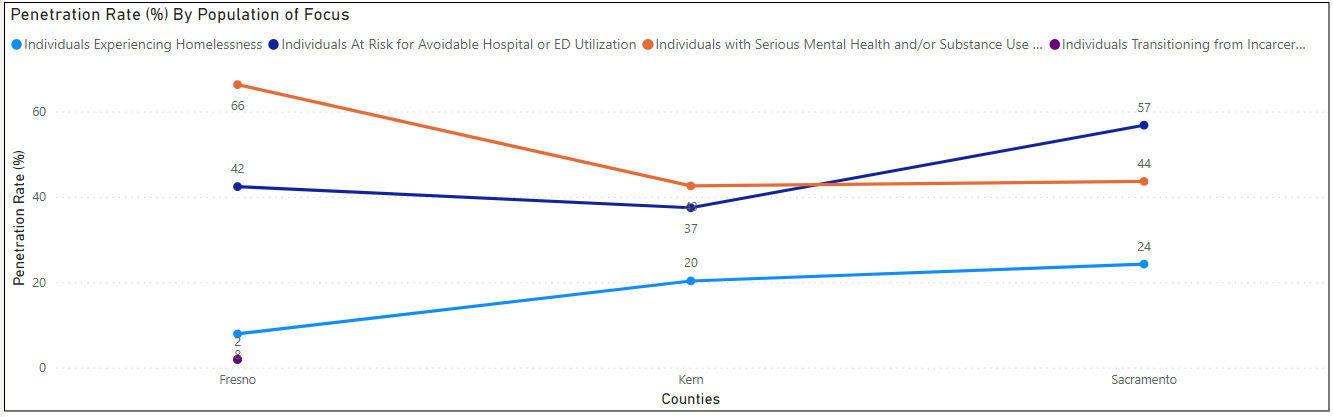 Penetration Rate (%) By Population of Focus
Individuals Experiencing Homelessness Individuals At Risk for Avoidable Hospital or ED Utilization Individuals with Serious Mental Health and/or Substance Use ... Individuals Transitioning from Incarcer...
66
57
60
42
44
40
43
37
24
20
20
2
8
0
Penetration Rate (%)
Fresno Kern Sacramento
Counties